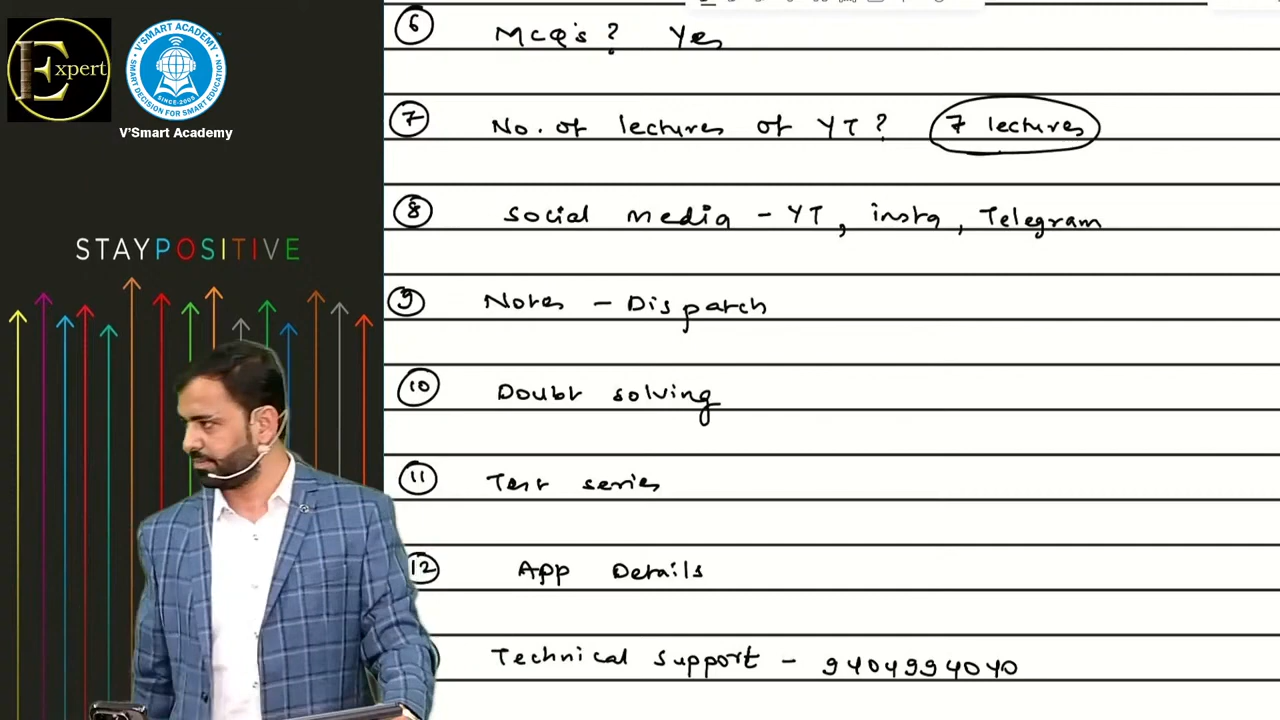 Expert
V'SMART ACADEMY
SMART DECISION FOR SMART EDUCATION
SINCE-2005
V'Smart Academy
STAYPOSITIVE
6 MCQ's ? Yes
7 No. of lectures of YT ? 7 lectures
8 Social media - YT, insta, Telegram
9 Notes - Dispatch
10 Doubt solving
11 Test series
12 App Details
Technical support - 9404994040